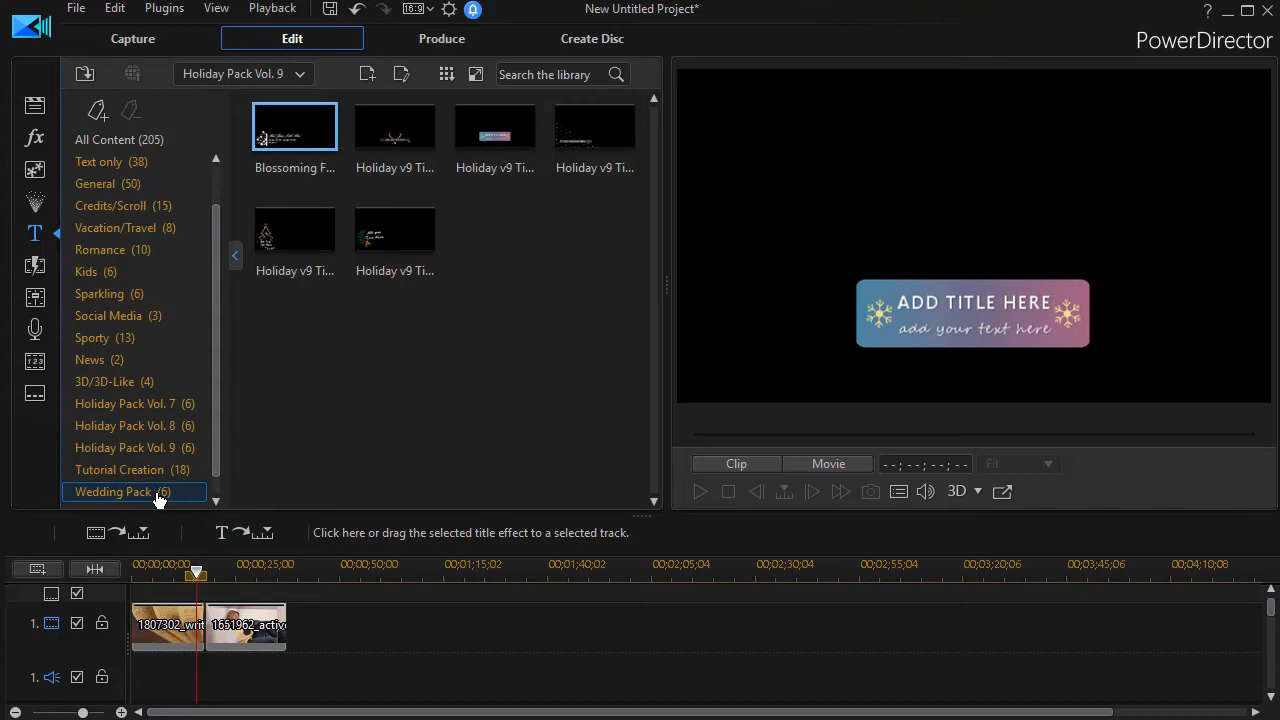 File Edit Plugins View Playback 16:9 New Untitled Project* ?
Capture Edit Produce Create Disc PowerDirector
Holiday Pack Vol. 9 Search the library
All Content (205)
Text only (38)
General (50)
Credits/Scroll (15)
Vacation/Travel (8)
Romance (10)
Kids (6)
Sparkling (6)
Social Media (3)
Sporty (13)
News (2)
3D/3D-Like (4)
Holiday Pack Vol. 7 (6)
Holiday Pack Vol. 8 (6)
Holiday Pack Vol. 9 (6)
Tutorial Creation (18)
Wedding Pack (6)
Blossoming F... Holiday v9 Ti... Holiday v9 Ti... Holiday v9 Ti...
Holiday v9 Ti... Holiday v9 Ti...
ADD TITLE HERE
add your text here
Clip Movie --;--;--;-- Fit
3D
Click here or drag the selected title effect to a selected track.
00;00;00;00 00;00;25;00 00;00;50;00 00;01;15;02 00;01;40;02 00;02;05;04 00;02;30;04 00;02;55;04 00;03;20;06 00;03;45;06 00;04;10;08
1. 1807302_writ 1651962_activ
1.